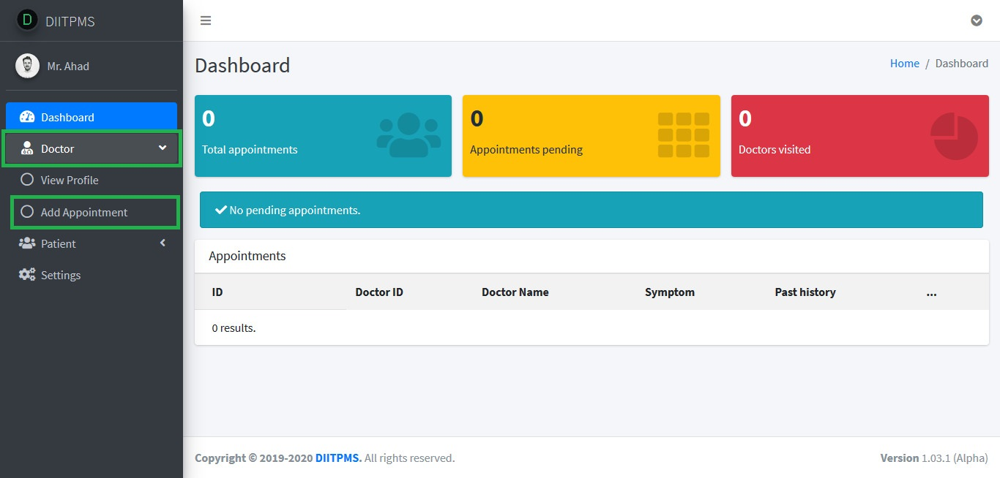 D DIITPMS
Mr. Ahad
Dashboard
Doctor
View Profile
Add Appointment
Patient
Settings
Dashboard
Home / Dashboard
0
Total appointments
0
Appointments pending
0
Doctors visited
No pending appointments.
Appointments
ID Doctor ID Doctor Name Symptom Past history ...
0 results.
Copyright © 2019-2020 DIITPMS. All rights reserved.
Version 1.03.1 (Alpha)